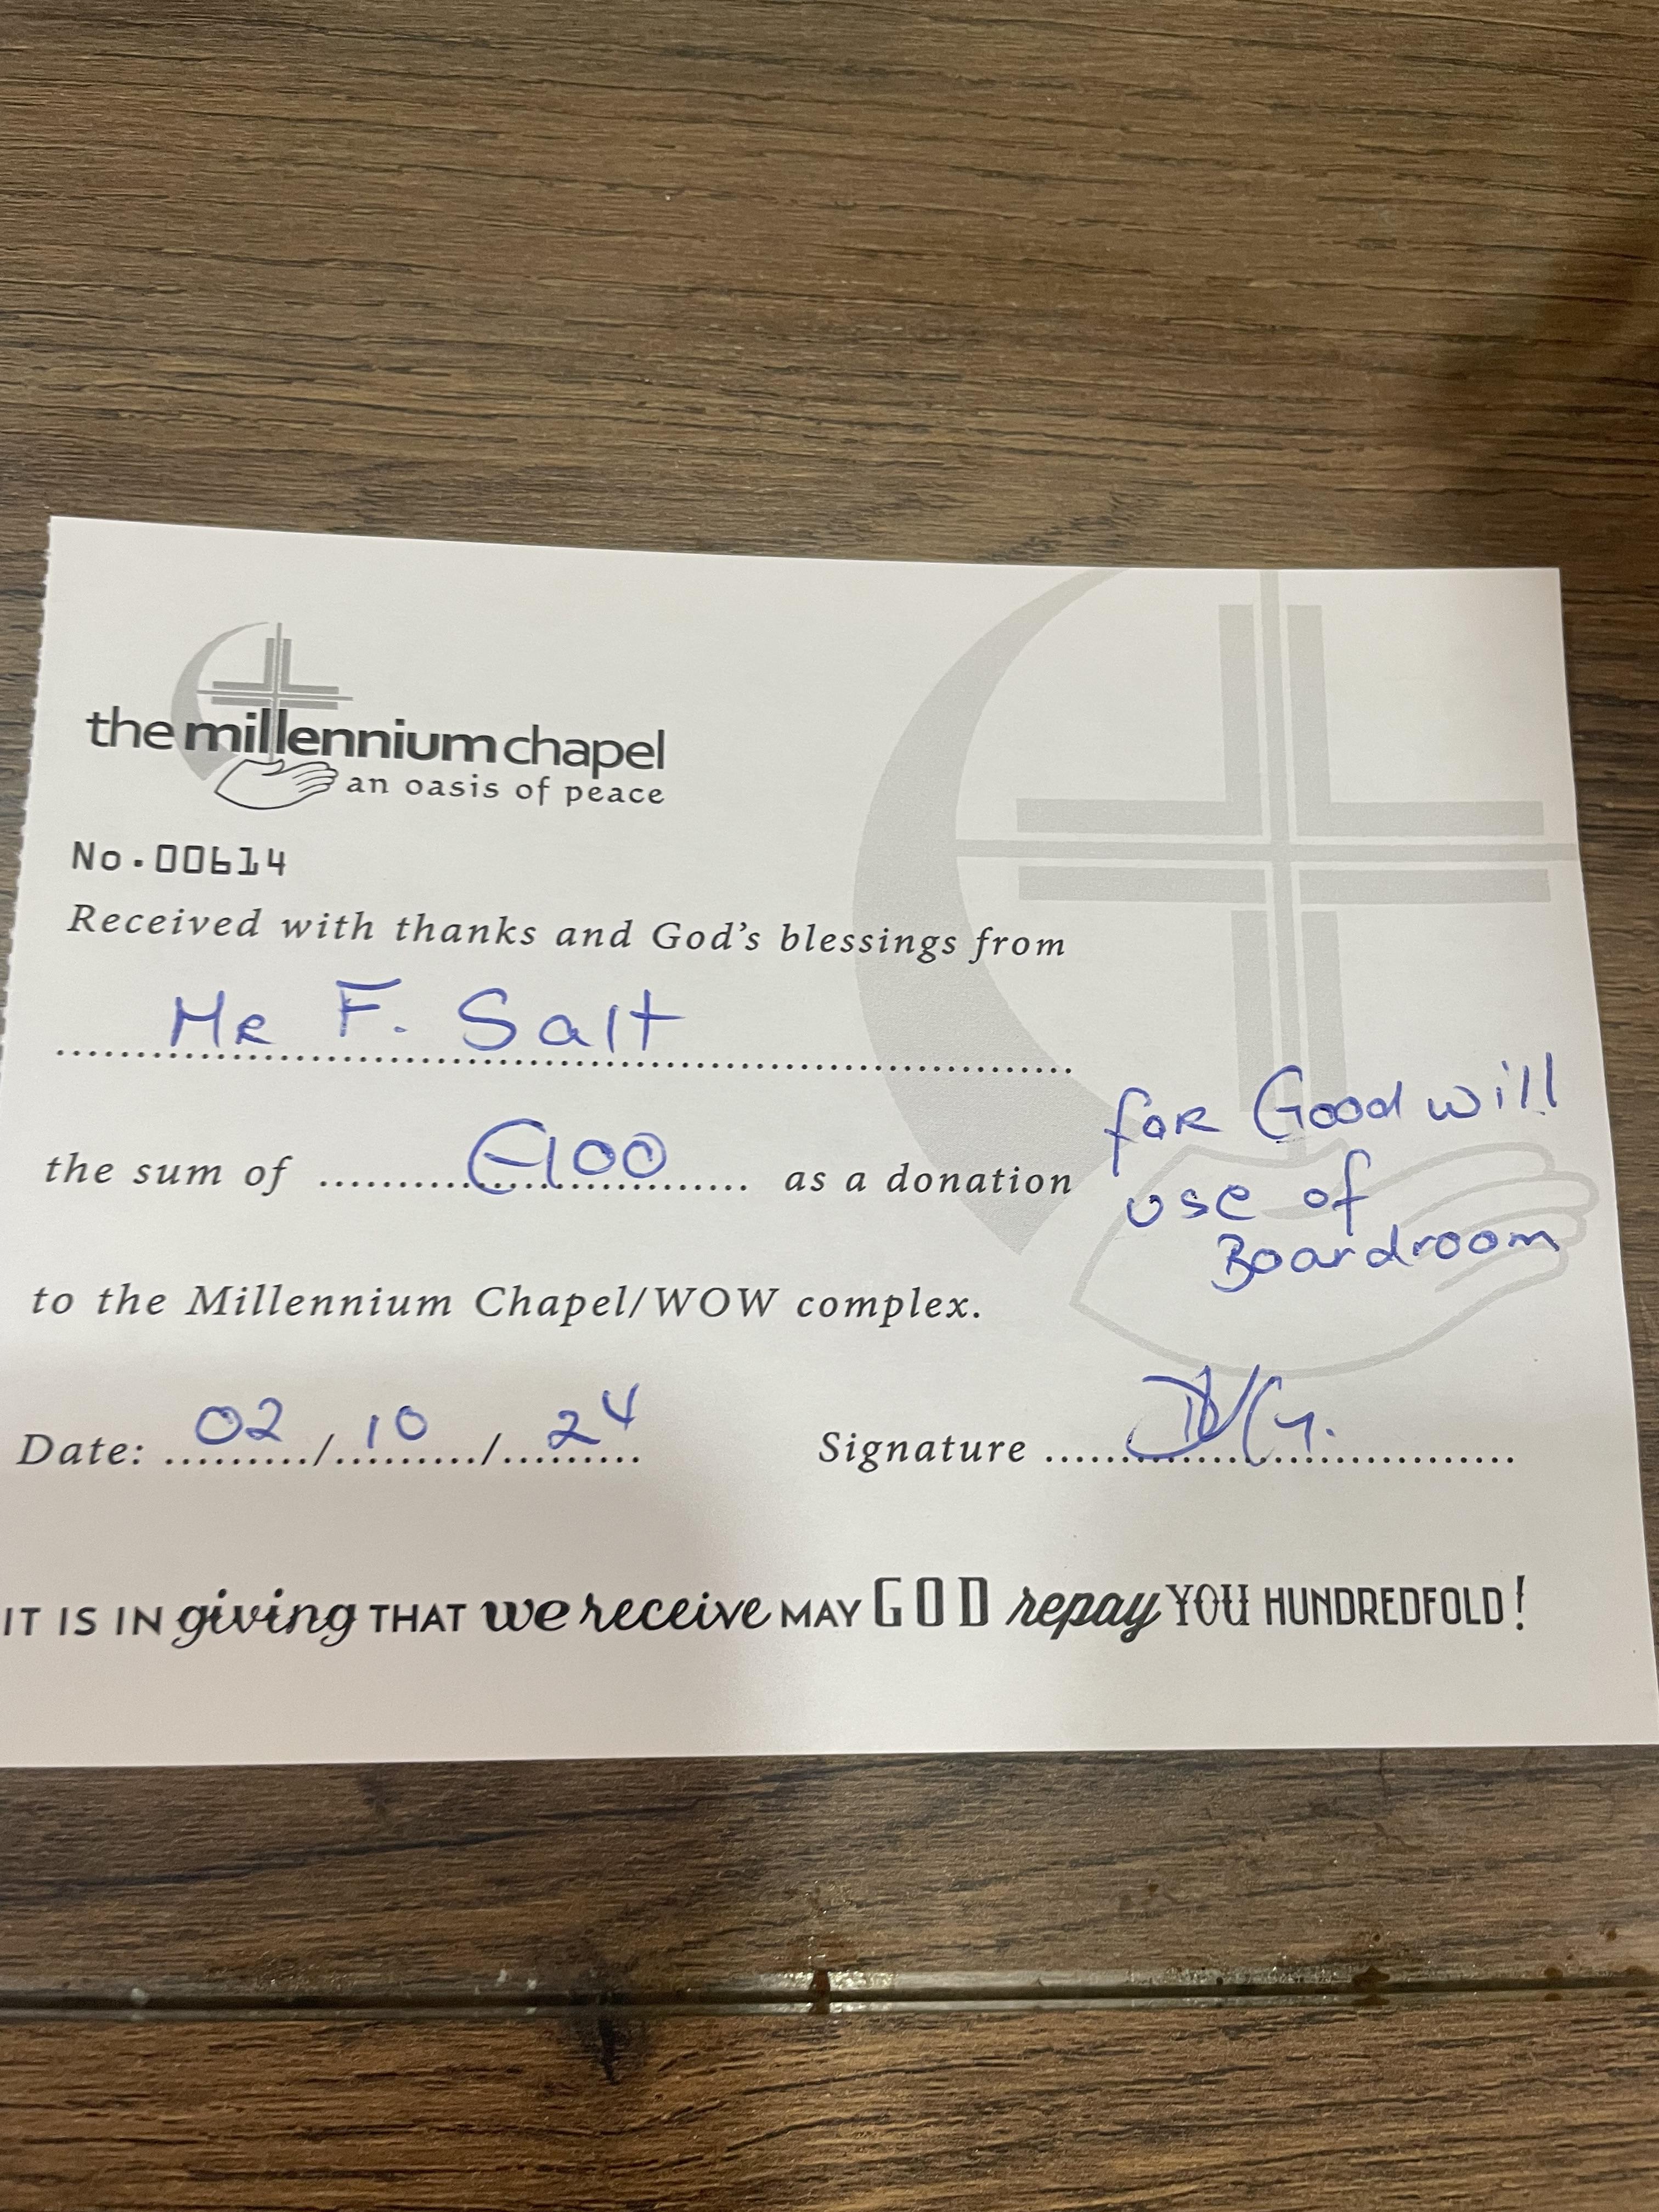 the millennium chapel
an oasis of peace
No.00614
Received with thanks and God's blessings from
Mr F. Salt
the sum of €100 as a donation
for Good will
use of
Boardroom
to the Millennium Chapel/WOW complex.
Date: 02/10/24 Signature
IT IS IN giving THAT we receive MAY GOD repay YOU HUNDREDFOLD!